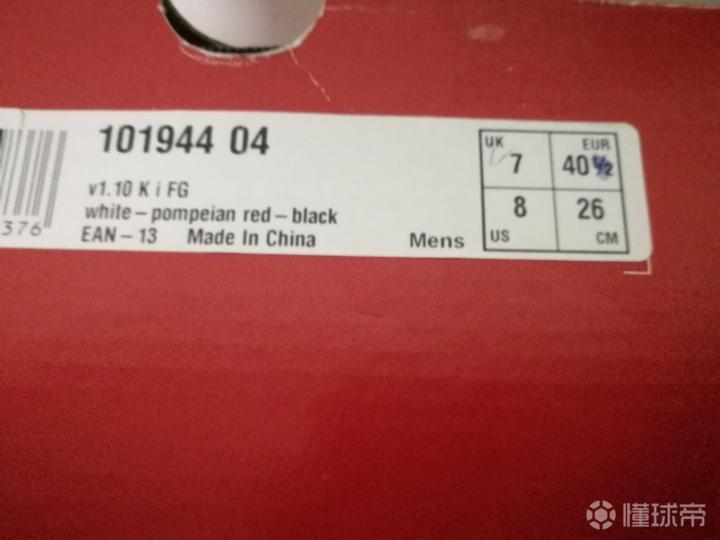 101944 04
v1.10 K i FG
white-pompeian red-black
EAN-13 Made In China
376
Mens
UK EUR
7 40½
8 26
US CM
懂球帝